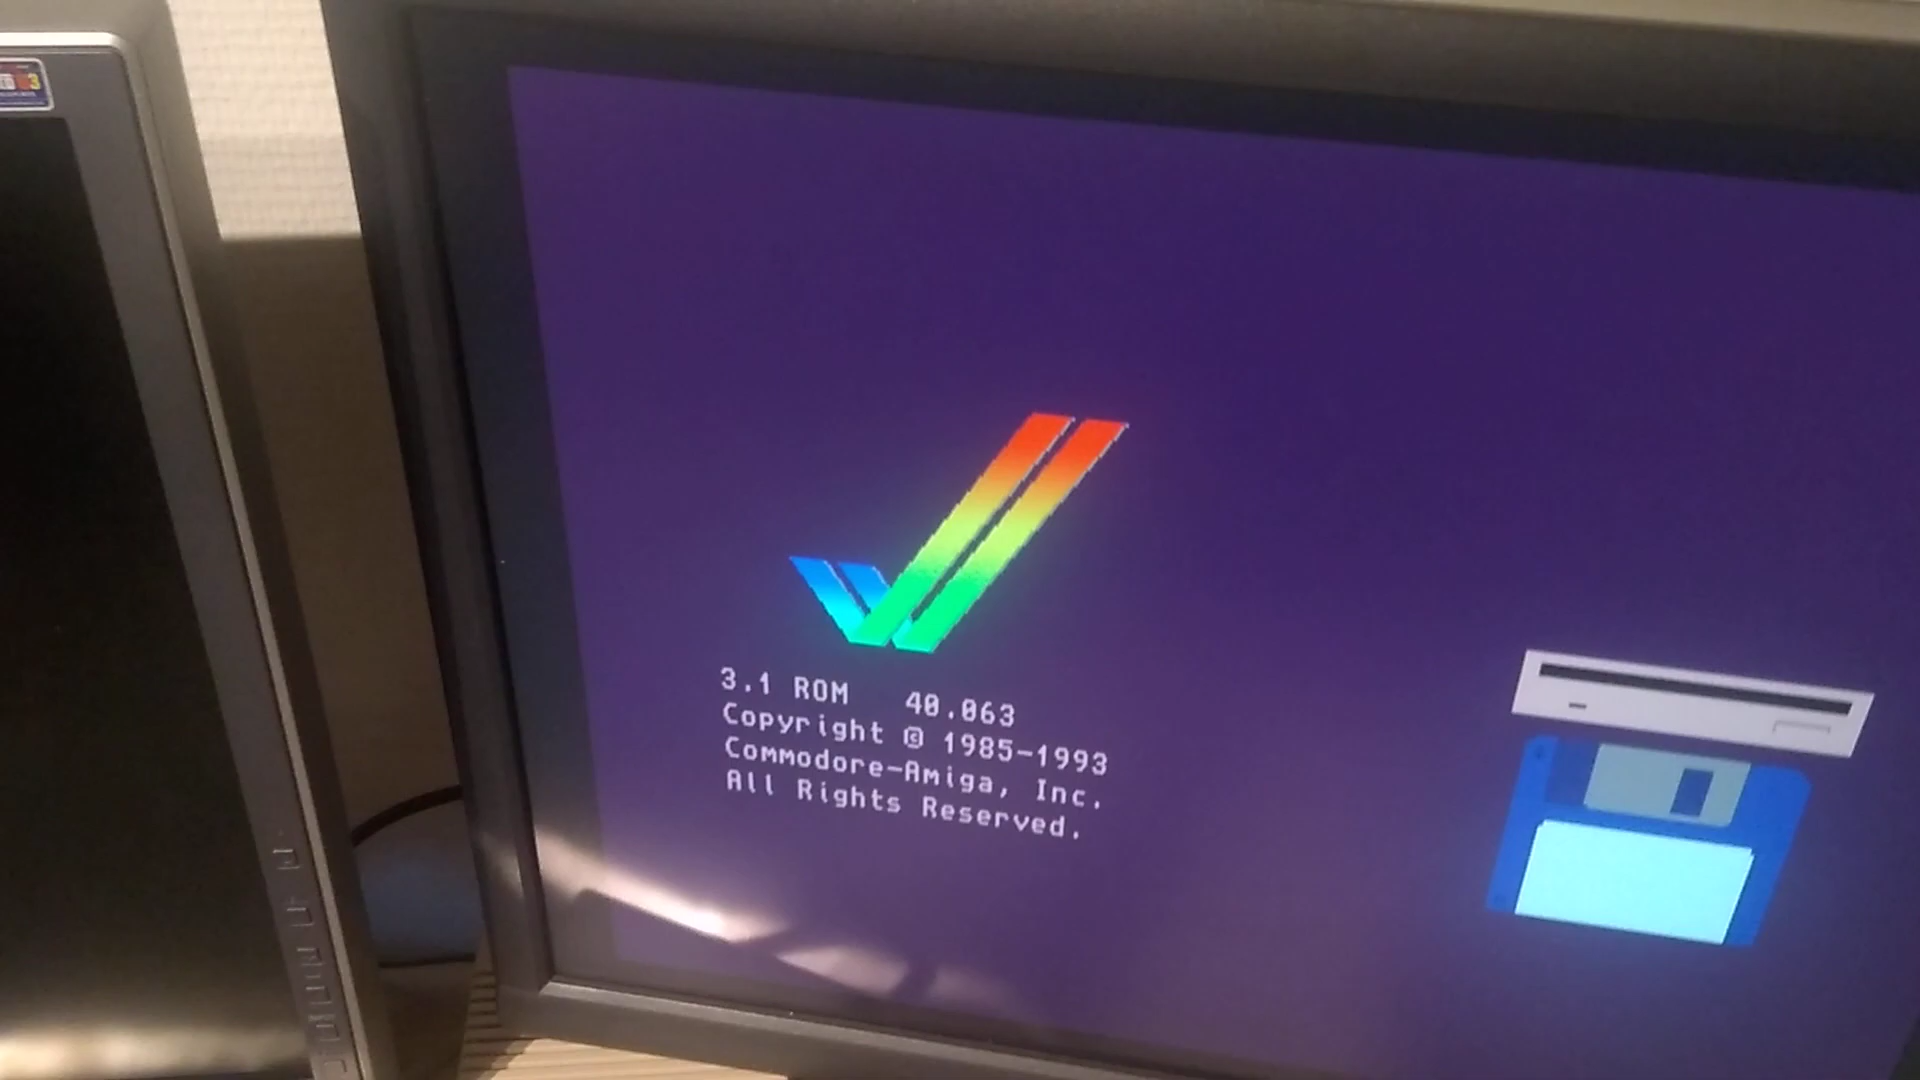 3.1 ROM 40.063
Copyright © 1985-1993
Commodore-Amiga, Inc.
All Rights Reserved.